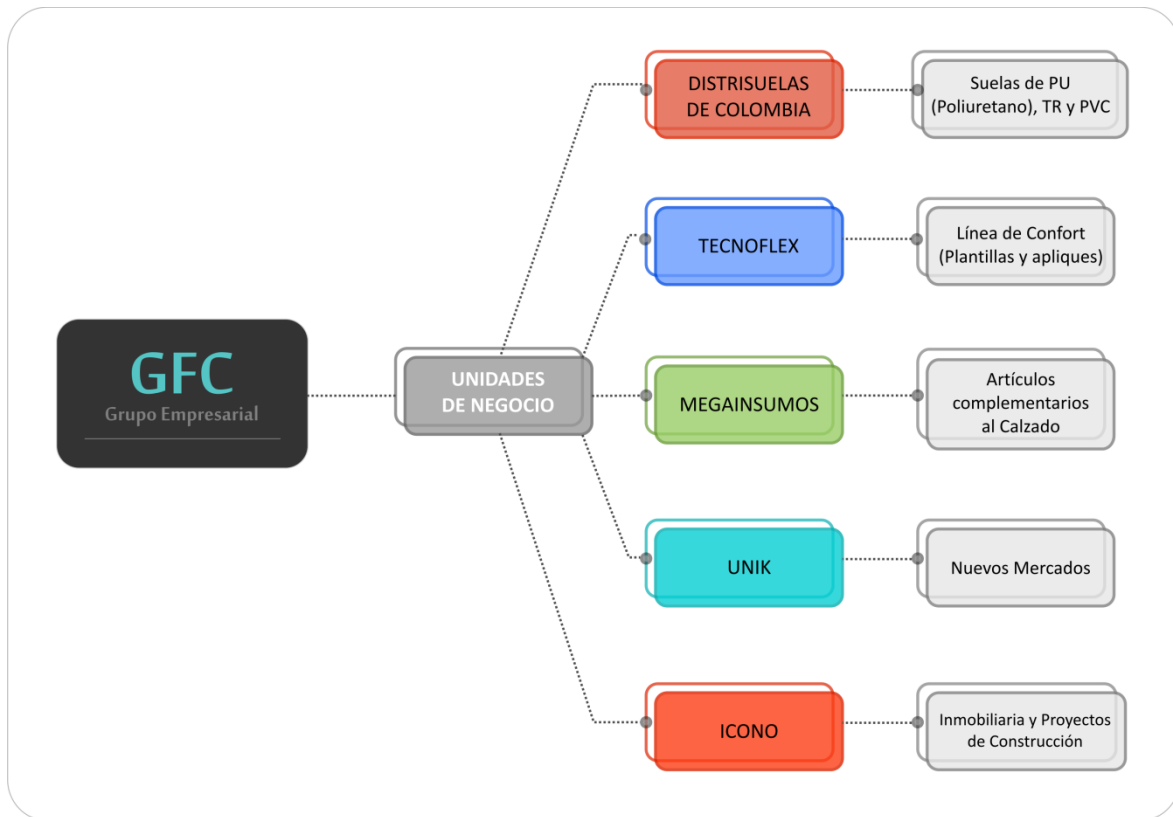 GFC
Grupo Empresarial
UNIDADES
DE NEGOCIO
DISTRISUELAS
DE COLOMBIA
Suelas de PU
(Poliuretano), TR y PVC
TECNOFLEX
Línea de Confort
(Plantillas y apliques)
MEGAINSUMOS
Artículos
complementarios
al Calzado
UNIK
Nuevos Mercados
ICONO
Inmobiliaria y Proyectos
de Construcción